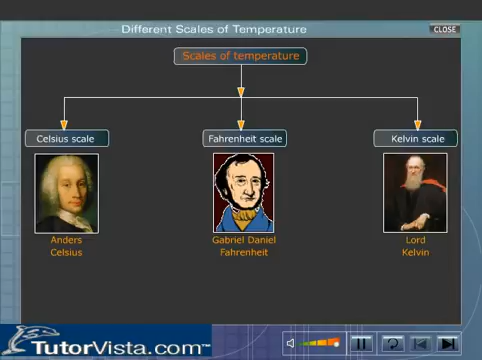 Different Scales of Temperature
CLOSE
Scales of temperature
Celsius scale
Fahrenheit scale
Kelvin scale
Anders
Celsius
Gabriel Daniel
Fahrenheit
Lord
Kelvin
TutorVista.com™